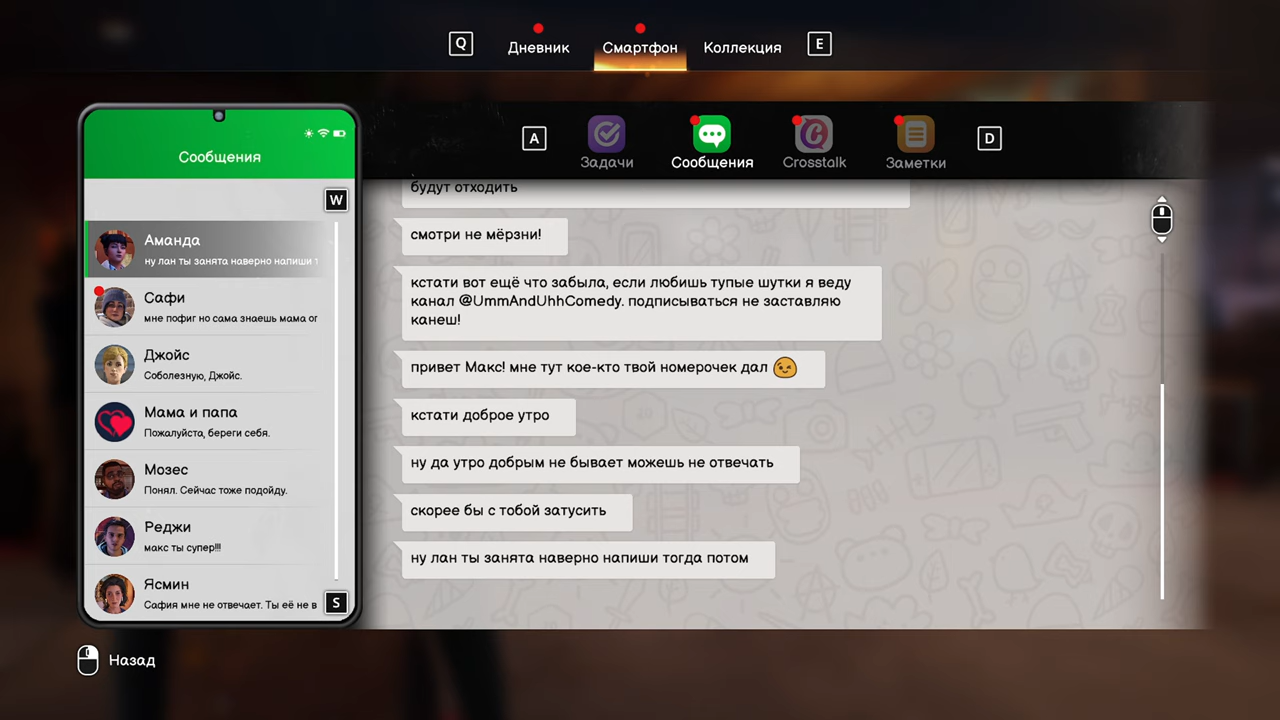 Q
Дневник
Смартфон
Коллекция
E
Сообщения
A
Задачи
Сообщения
Crosstalk
Заметки
D
W
Аманда
ну лан ты занята наверно напиши т
Сафи
мне пофиг но сама знаешь мама ог
Джойс
Соболезную, Джойс.
Мама и папа
Пожалуйста, береги себя.
Мозес
Понял. Сейчас тоже подойду.
Реджи
макс ты супер!!!
Ясмин
Сафия мне не отвечает. Ты её не в
S
будут отходить
смотри не мёрзни!
кстати вот ещё что забыла, если любишь тупые шутки я веду
канал @UmmAndUhhComedy. подписываться не заставляю
канеш!
привет Макс! мне тут кое-кто твой номерочек дал
кстати доброе утро
ну да утро добрым не бывает можешь не отвечать
скорее бы с тобой затусить
ну лан ты занята наверно напиши тогда потом
Назад